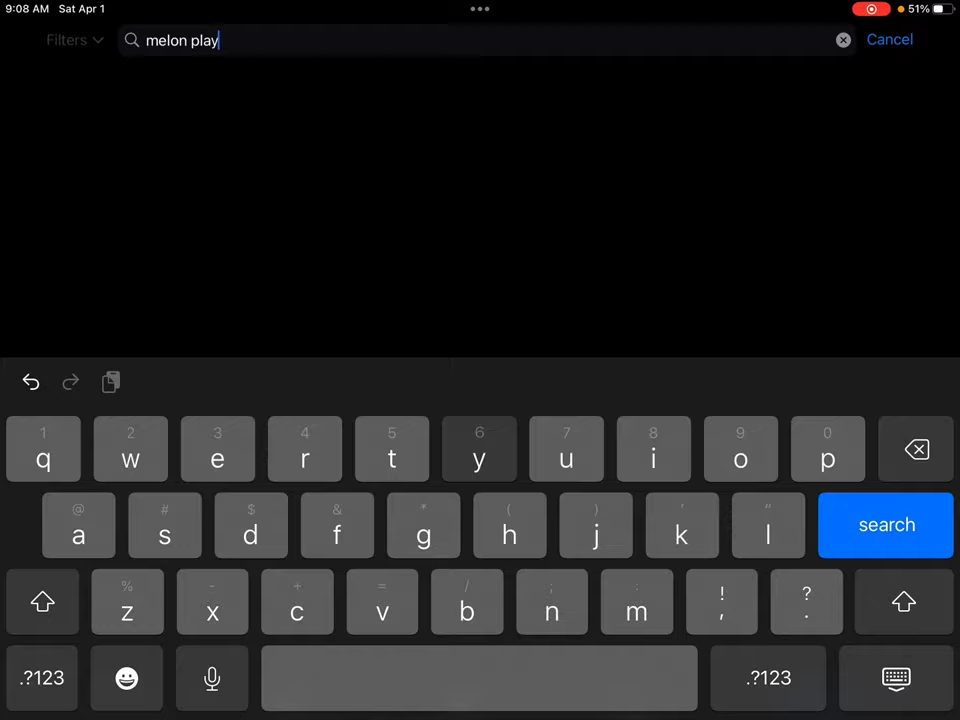 9:08 AM Sat Apr 1
51%
Filters
melon play
Cancel
1 2 3 4 5 6 7 8 9 0
q w e r t y u i o p
@ # $ & * ( ) ' "
a s d f g h j k l search
% - + = / ; : ! ?
z x c v b n m , .
.?123 .?123